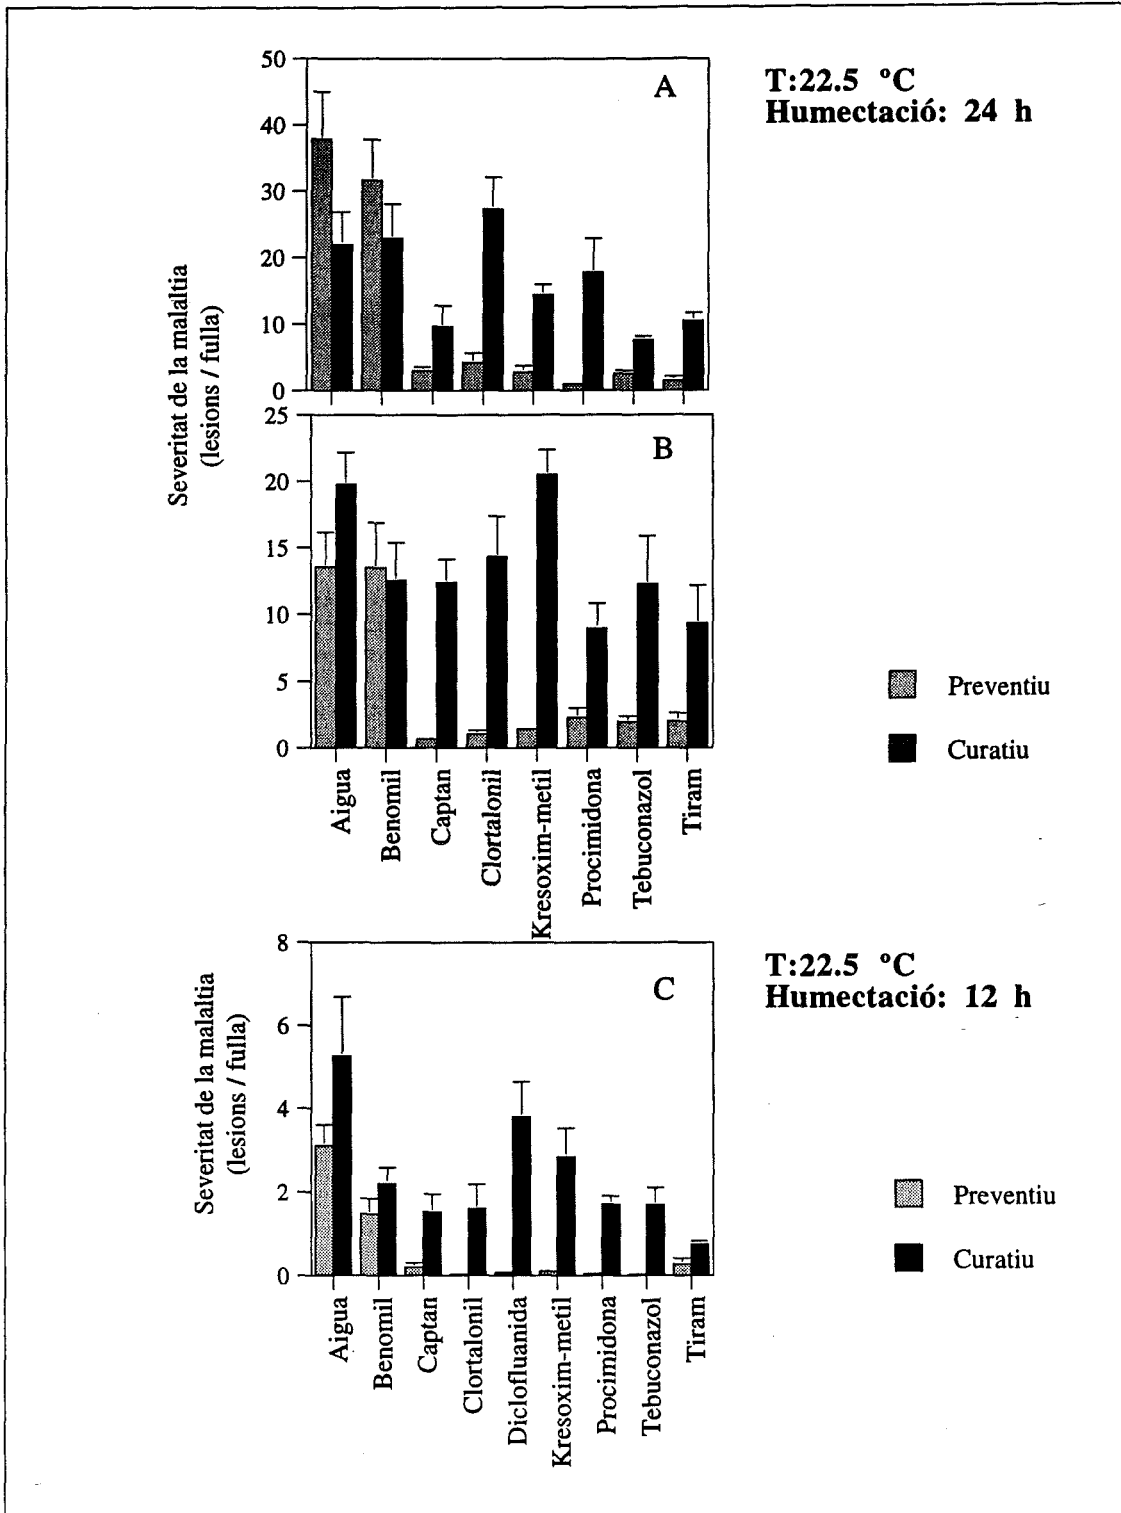 A
T:22.5 ºC
Humectació: 24 h
50
40
30
20
10
0
Severitat de la malaltia
(lesions / fulla)
B
25
20
15
10
5
0
Preventiu
Curatiu
Aigua
Benomil
Captan
Clortalonil
Kresoxim-metil
Procimidona
Tebuconazol
Tiram
C
T:22.5 ºC
Humectació: 12 h
8
6
4
2
0
Severitat de la malaltia
(lesions / fulla)
Preventiu
Curatiu
Aigua
Benomil
Captan
Clortalonil
Diclofluanida
Kresoxim-metil
Procimidona
Tebuconazol
Tiram